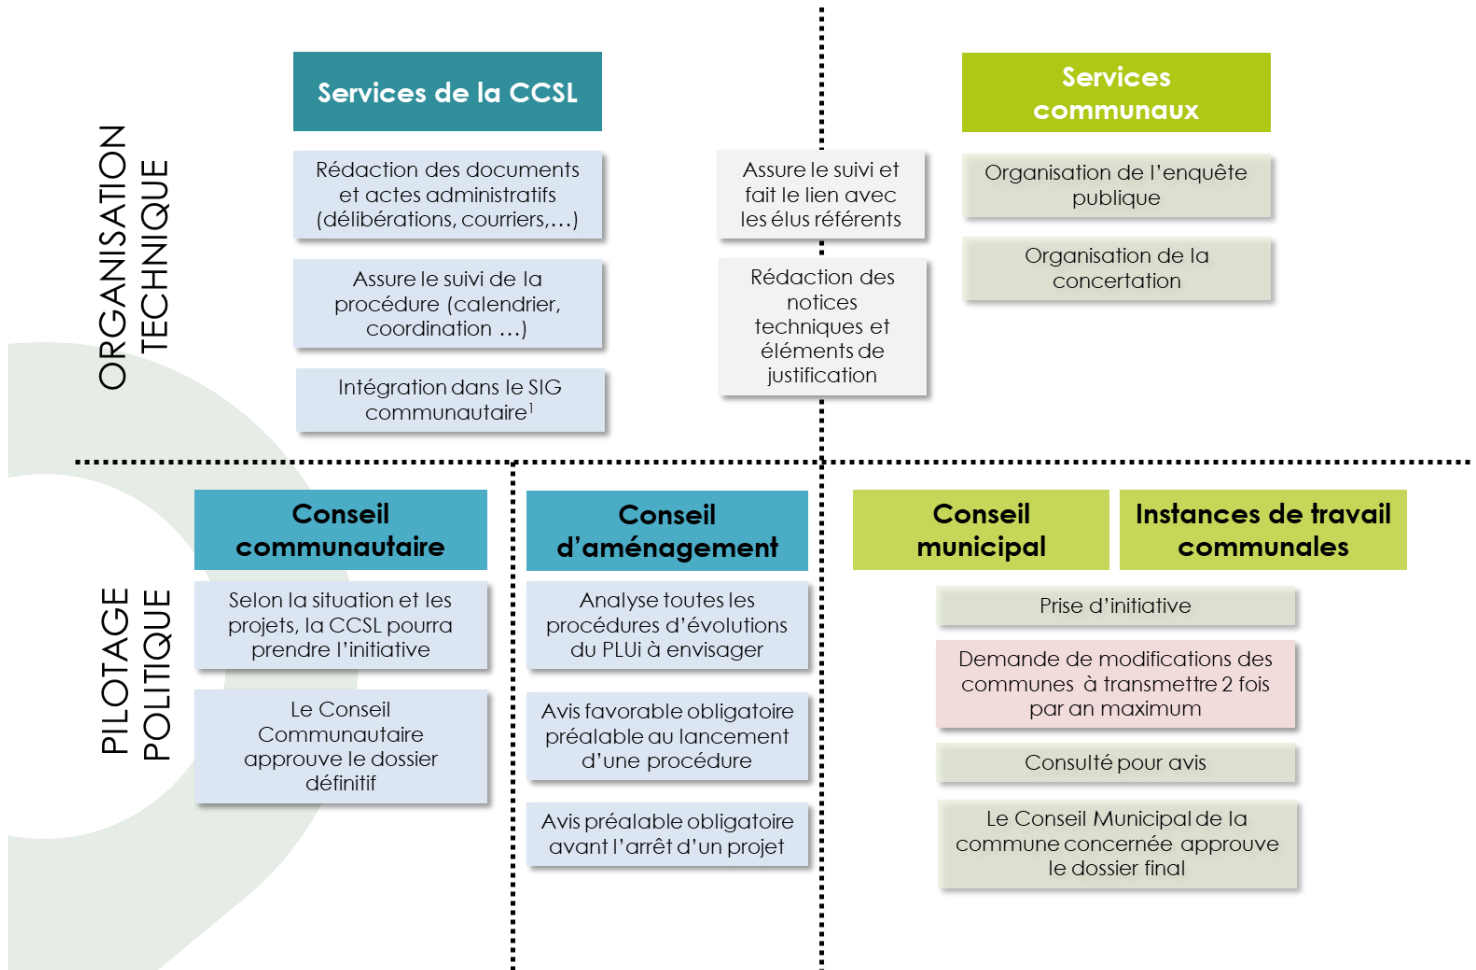 ORGANISATION
TECHNIQUE
Services de la CCSL
Rédaction des documents
et actes administratifs
(délibérations, courriers,…)
Assure le suivi de la
procédure (calendrier,
coordination …)
Intégration dans le SIG
communautaire¹
Assure le suivi et
fait le lien avec
les élus référents
Rédaction des
notices
techniques et
éléments de
justification
Services
communaux
Organisation de l’enquête
publique
Organisation de la
concertation
PILOTAGE
POLITIQUE
Conseil
communautaire
Selon la situation et les
projets, la CCSL pourra
prendre l’initiative
Le Conseil
Communautaire
approuve le dossier
définitif
Conseil
d’aménagement
Analyse toutes les
procédures d’évolutions
du PLUi à envisager
Avis favorable obligatoire
préalable au lancement
d’une procédure
Avis préalable obligatoire
avant l’arrêt d’un projet
Conseil
municipal
Instances de travail
communales
Prise d’initiative
Demande de modifications des
communes à transmettre 2 fois
par an maximum
Consulté pour avis
Le Conseil Municipal de la
commune concernée approuve
le dossier final